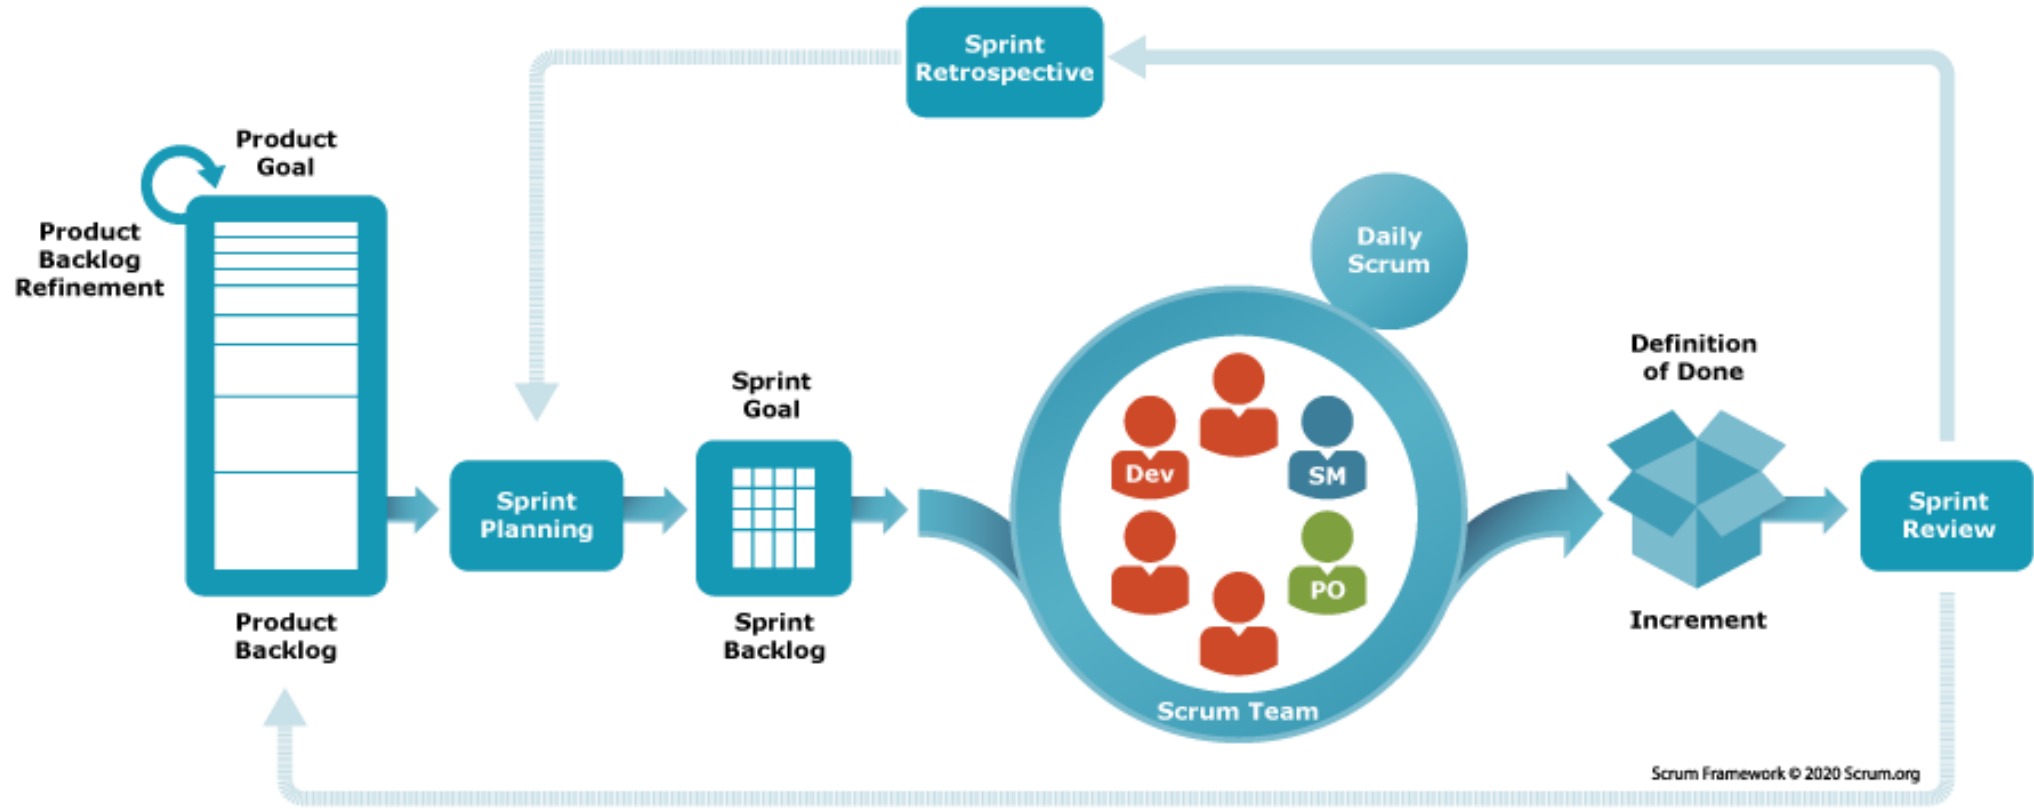 Sprint
Retrospective
Product
Goal
Product
Backlog
Refinement
Daily
Scrum
Definition
of Done
Sprint
Goal
Dev
SM
Sprint
Planning
Sprint
Review
PO
Product
Backlog
Sprint
Backlog
Increment
Scrum Team
Scrum Framework © 2020 Scrum.org